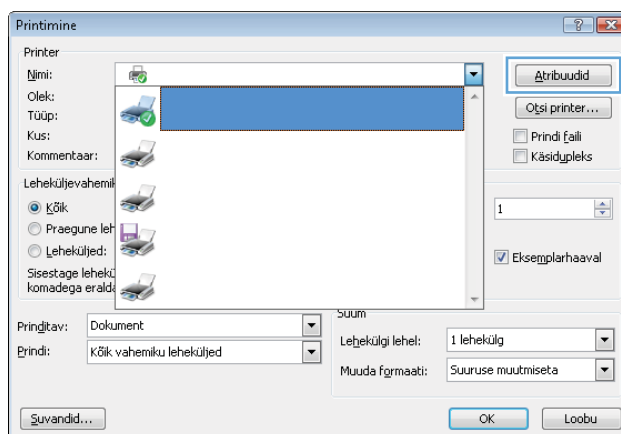 Printimine
Printer
Nimi:
Atribuudid
Olek:
Tüüp:
Otsi printer...
Kus:
Prindi faili
Kommentaar:
Käsidupleks
Leheküljevahemik
Kõik
1
Praegune leh
Leheküljed:
Eksemplarhaaval
Sisestage lehekü
komadega eralda
Suum
Prinditav: Dokument
Lehekülgi lehel: 1 lehekülg
Prindi: Kõik vahemiku leheküljed
Muuda formaati: Suuruse muutmiseta
Suvandid...
OK
Loobu